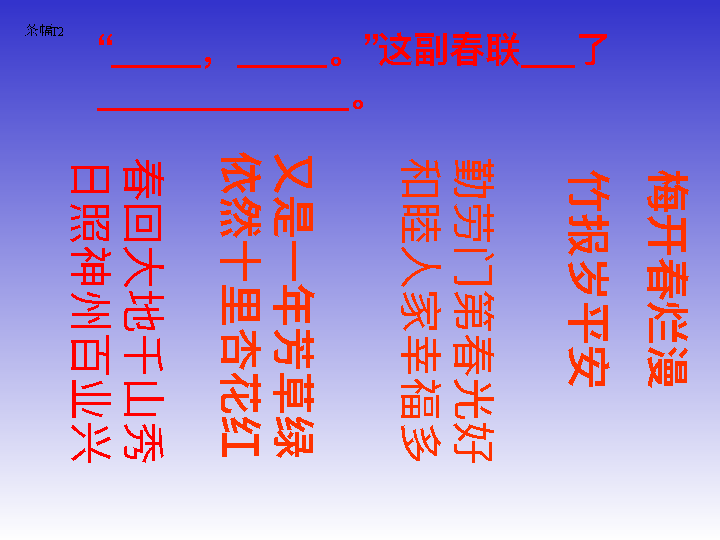 条幅T2
“_____，_____。”这副春联___了
______________。
梅开春烂漫
竹报岁平安
勤劳门第春光好
和睦人家幸福多
又是一年芳草绿
依然十里杏花红
春回大地千山秀
日照神州百业兴